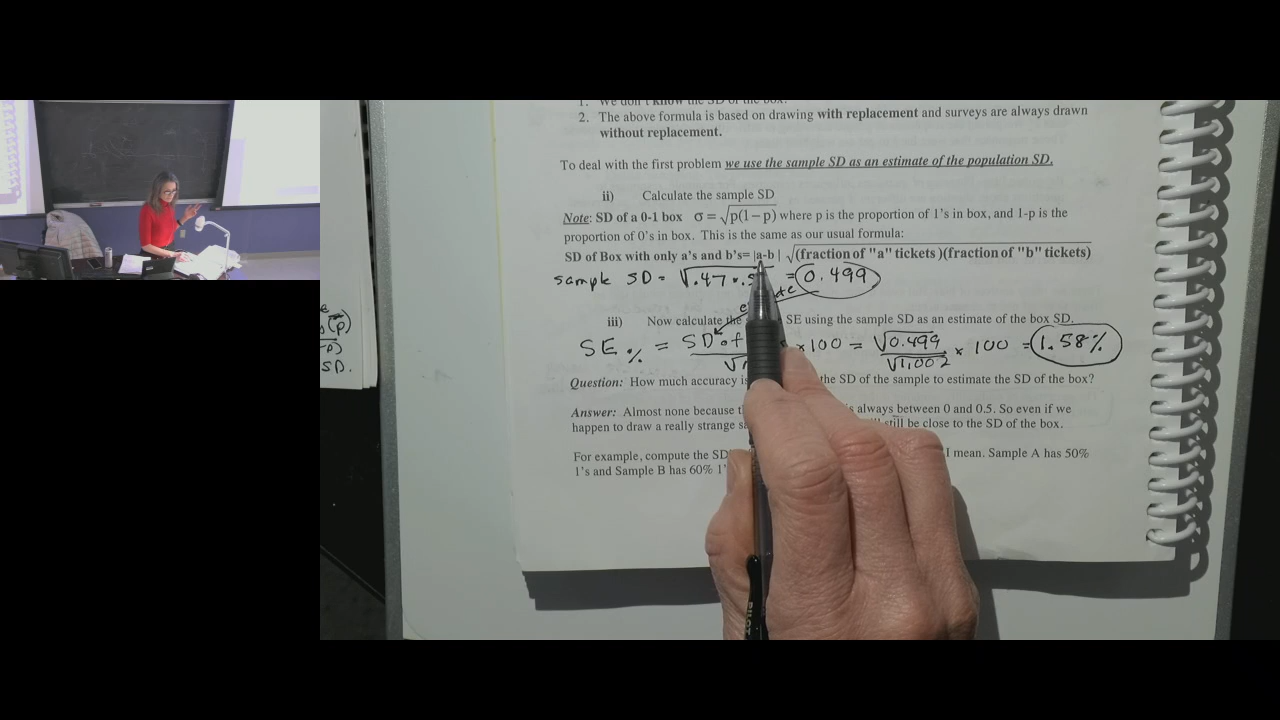 2. The above formula is based on drawing with replacement and surveys are always drawn
without replacement.
To deal with the first problem we use the sample SD as an estimate of the population SD.
ii) Calculate the sample SD
Note: SD of a 0-1 box σ = √p(1−p) where p is the proportion of 1's in box, and 1-p is the
proportion of 0's in box. This is the same as our usual formula:
SD of Box with only a's and b's= |a-b | √(fraction of "a" tickets )(fraction of "b" tickets)
sample SD = √.47 × .5 = 0.499
iii) Now calculate the SE using the sample SD as an estimate of the box SD.
SE % = SD of × 100 = √0.499 / √1,002 × 100 = 1.58%
(p)
-p)
SD.
Question: How much accuracy is the SD of the sample to estimate the SD of the box?
Answer: Almost none because is always between 0 and 0.5. So even if we
happen to draw a really strange still be close to the SD of the box.
For example, compute the SD I mean. Sample A has 50%
1's and Sample B has 60% 1'